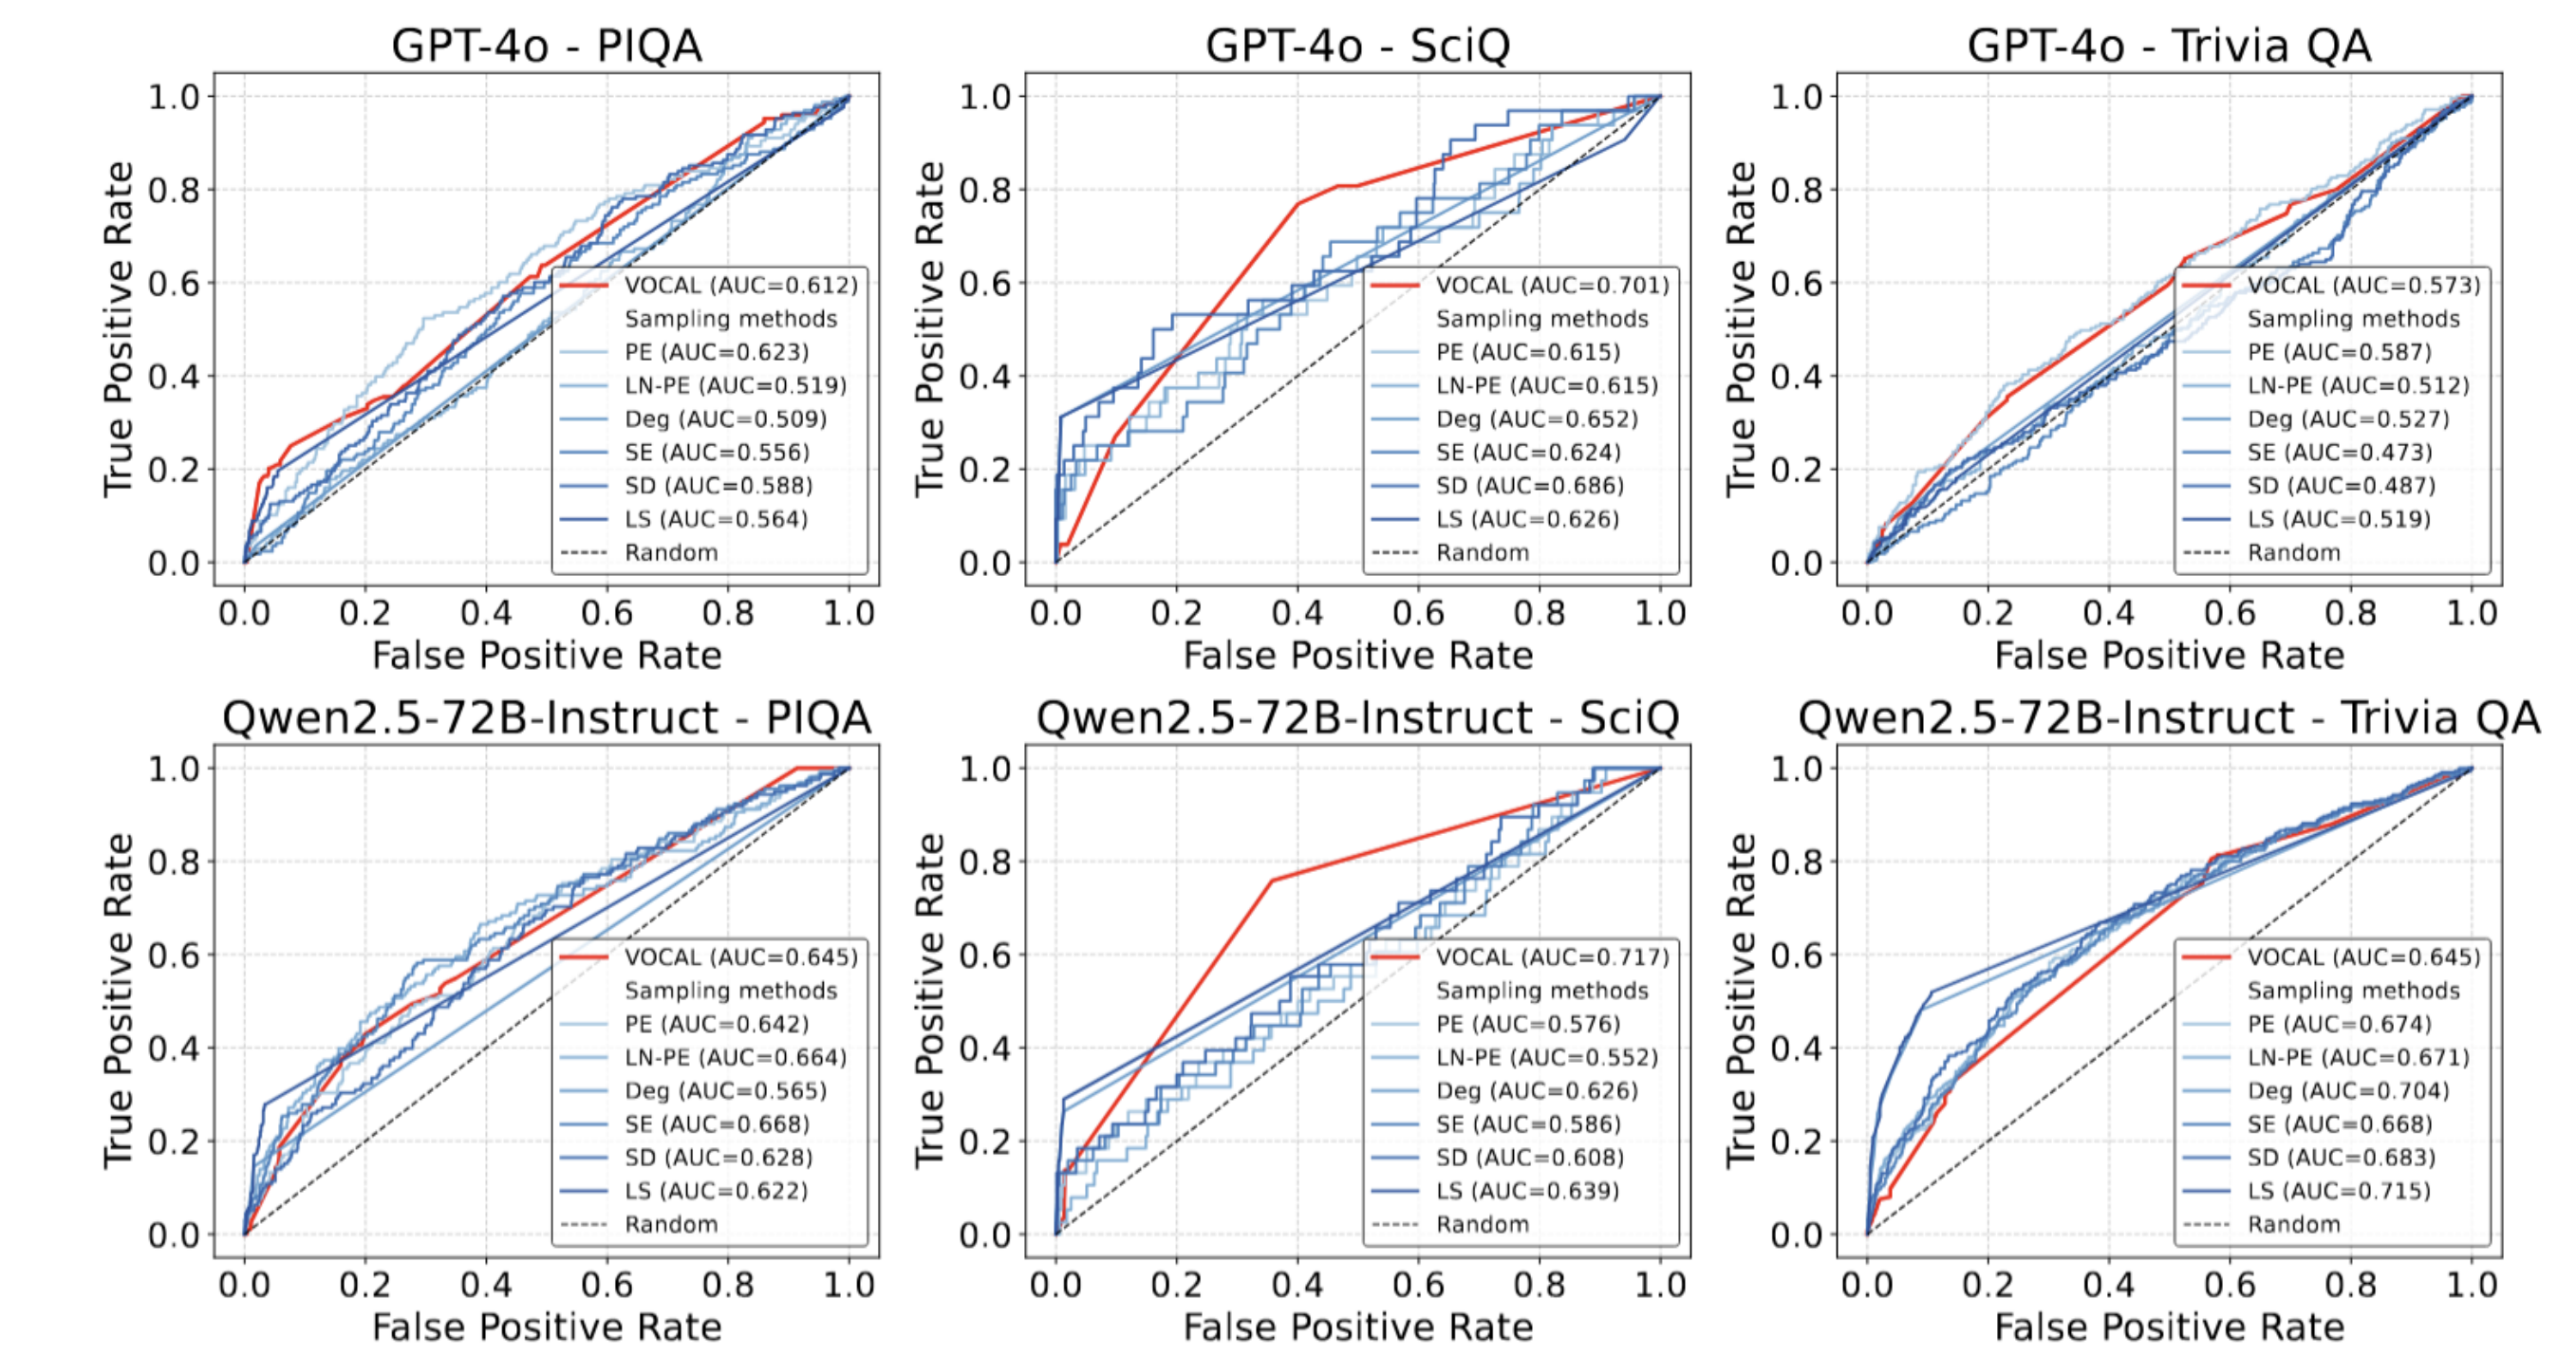 GPT-4o - PIQA
True Positive Rate
1.0
0.8
0.6
0.4
0.2
0.0
VOCAL (AUC=0.612)
Sampling methods
PE (AUC=0.623)
LN-PE (AUC=0.519)
Deg (AUC=0.509)
SE (AUC=0.556)
SD (AUC=0.588)
LS (AUC=0.564)
Random
0.0 0.2 0.4 0.6 0.8 1.0
False Positive Rate
GPT-4o - SciQ
True Positive Rate
1.0
0.8
0.6
0.4
0.2
0.0
VOCAL (AUC=0.701)
Sampling methods
PE (AUC=0.615)
LN-PE (AUC=0.615)
Deg (AUC=0.652)
SE (AUC=0.624)
SD (AUC=0.686)
LS (AUC=0.626)
Random
0.0 0.2 0.4 0.6 0.8 1.0
False Positive Rate
GPT-4o - Trivia QA
True Positive Rate
1.0
0.8
0.6
0.4
0.2
0.0
VOCAL (AUC=0.573)
Sampling methods
PE (AUC=0.587)
LN-PE (AUC=0.512)
Deg (AUC=0.527)
SE (AUC=0.473)
SD (AUC=0.487)
LS (AUC=0.519)
Random
0.0 0.2 0.4 0.6 0.8 1.0
False Positive Rate
Qwen2.5-72B-Instruct - PIQA
True Positive Rate
1.0
0.8
0.6
0.4
0.2
0.0
VOCAL (AUC=0.645)
Sampling methods
PE (AUC=0.642)
LN-PE (AUC=0.664)
Deg (AUC=0.565)
SE (AUC=0.668)
SD (AUC=0.628)
LS (AUC=0.622)
Random
0.0 0.2 0.4 0.6 0.8 1.0
False Positive Rate
Qwen2.5-72B-Instruct - SciQ
True Positive Rate
1.0
0.8
0.6
0.4
0.2
0.0
VOCAL (AUC=0.717)
Sampling methods
PE (AUC=0.576)
LN-PE (AUC=0.552)
Deg (AUC=0.626)
SE (AUC=0.586)
SD (AUC=0.608)
LS (AUC=0.639)
Random
0.0 0.2 0.4 0.6 0.8 1.0
False Positive Rate
Qwen2.5-72B-Instruct - Trivia QA
True Positive Rate
1.0
0.8
0.6
0.4
0.2
0.0
VOCAL (AUC=0.645)
Sampling methods
PE (AUC=0.674)
LN-PE (AUC=0.671)
Deg (AUC=0.704)
SE (AUC=0.668)
SD (AUC=0.683)
LS (AUC=0.715)
Random
0.0 0.2 0.4 0.6 0.8 1.0
False Positive Rate